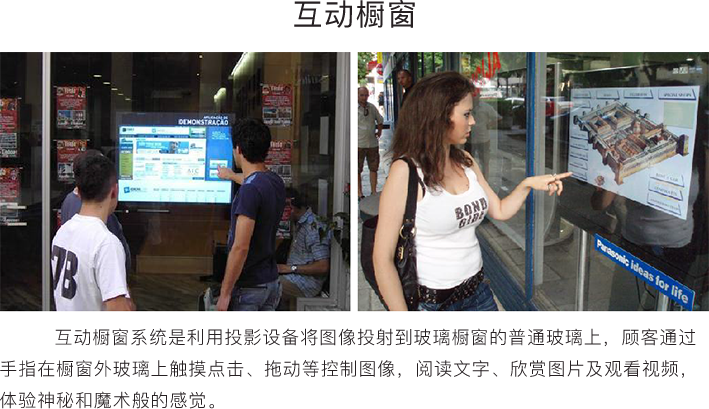 互动橱窗
APLICAÇÃO DE
DEMONSTRAÇÃO
78
BOND
GIRL
Panasonic ideas for life
互动橱窗系统是利用投影设备将图像投射到玻璃橱窗的普通玻璃上，顾客通过
手指在橱窗外玻璃上触摸点击、拖动等控制图像，阅读文字、欣赏图片及观看视频，
体验神秘和魔术般的感觉。